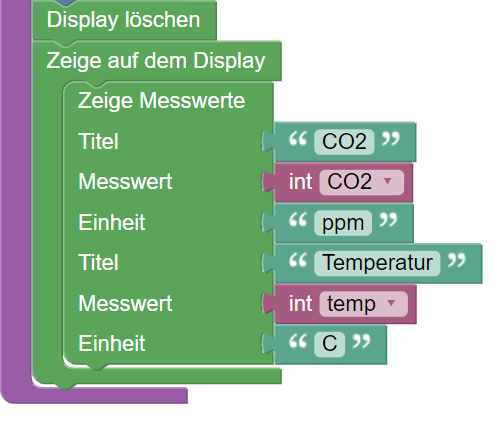 Display löschen
Zeige auf dem Display
Zeige Messwerte
Titel “ CO2 ”
Messwert int CO2
Einheit “ ppm ”
Titel “ Temperatur ”
Messwert int temp
Einheit “ C ”